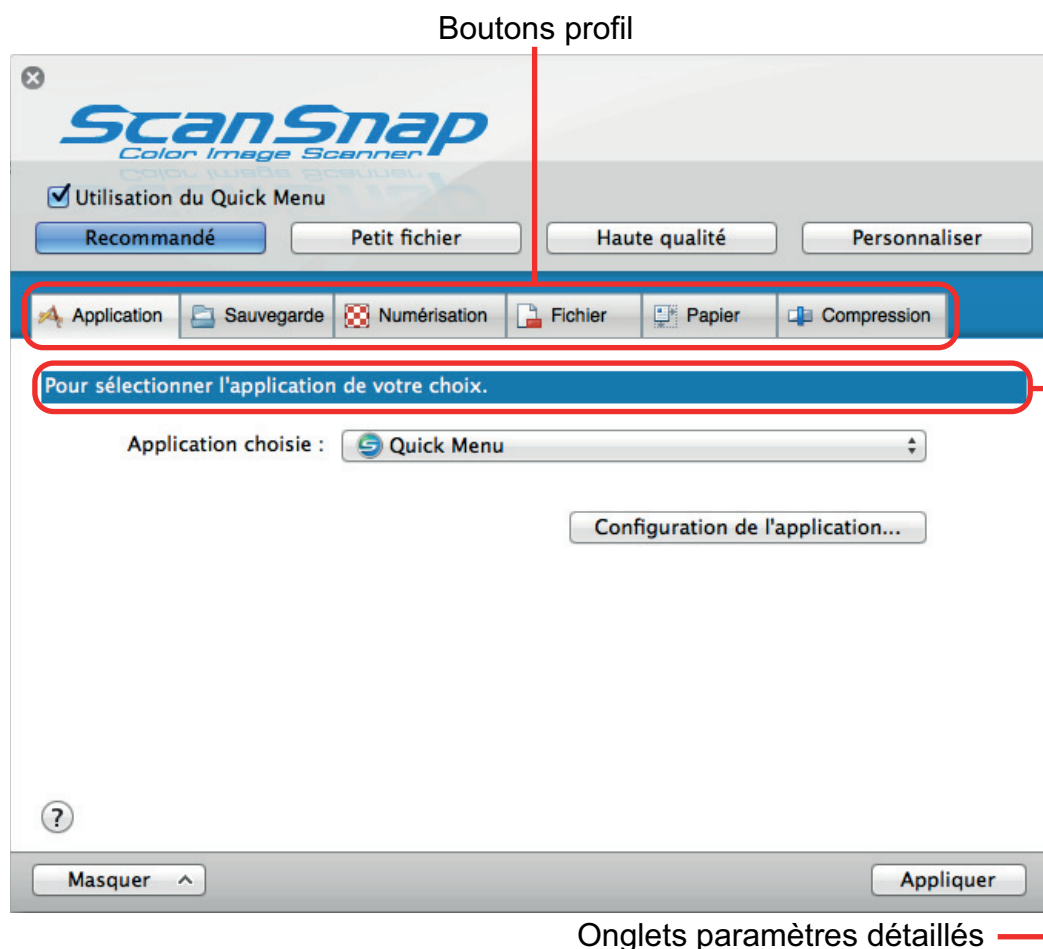 Boutons profil
ScanSnap
Color Image Scanner
Utilisation du Quick Menu
Recommandé Petit fichier Haute qualité Personnaliser
Application Sauvegarde Numérisation Fichier Papier Compression
Pour sélectionner l'application de votre choix.
Application choisie : Quick Menu
Configuration de l'application...
?
Masquer Appliquer
Onglets paramètres détaillés